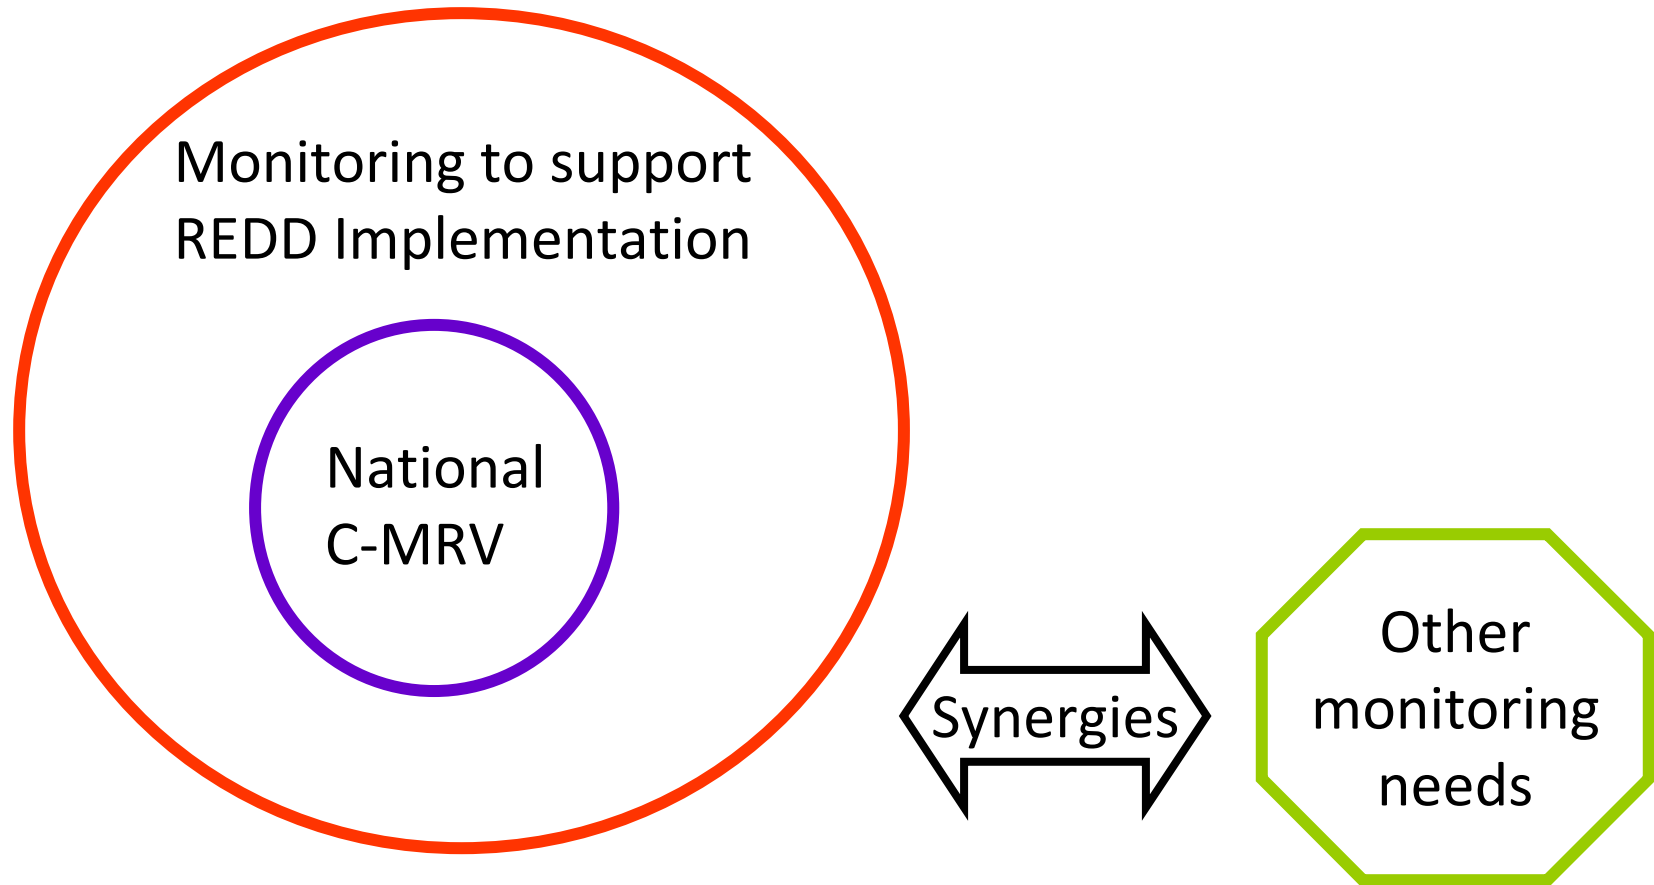 Monitoring to support
REDD Implementation
National
C-MRV
Synergies
Other
monitoring
needs